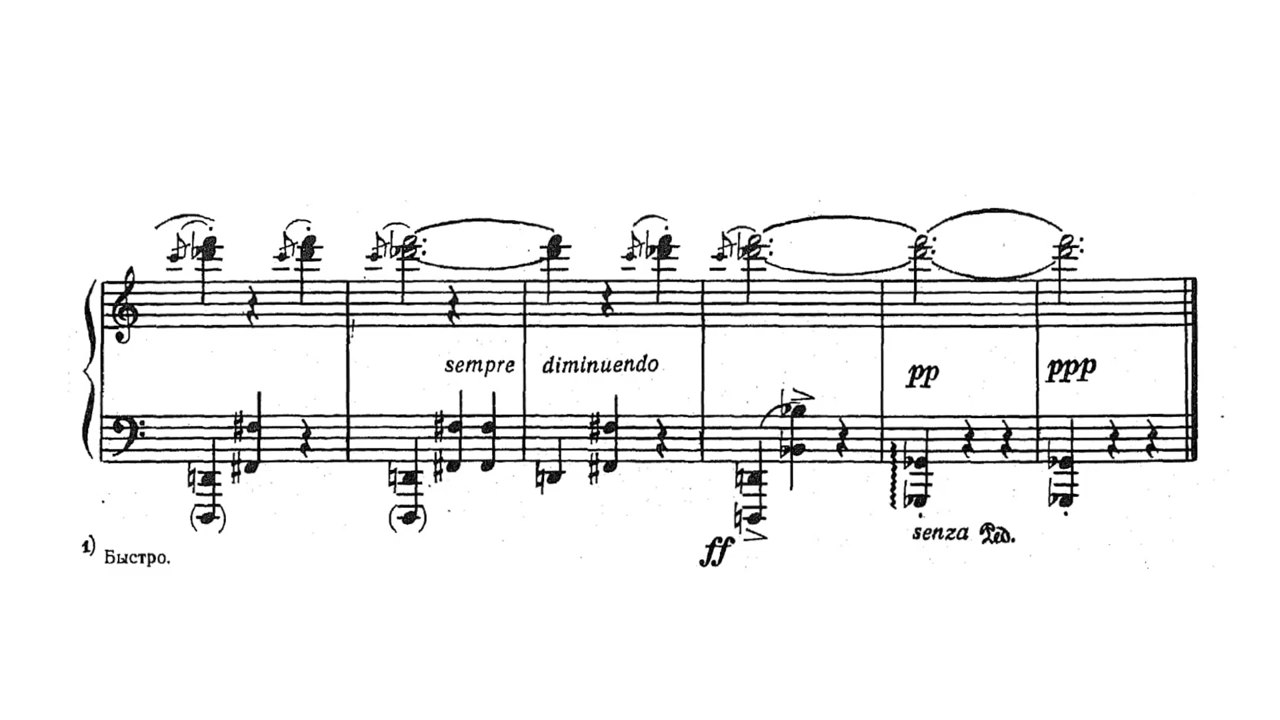 sempre diminuendo
pp ppp
ff
senza Ped.
1) Быстро.